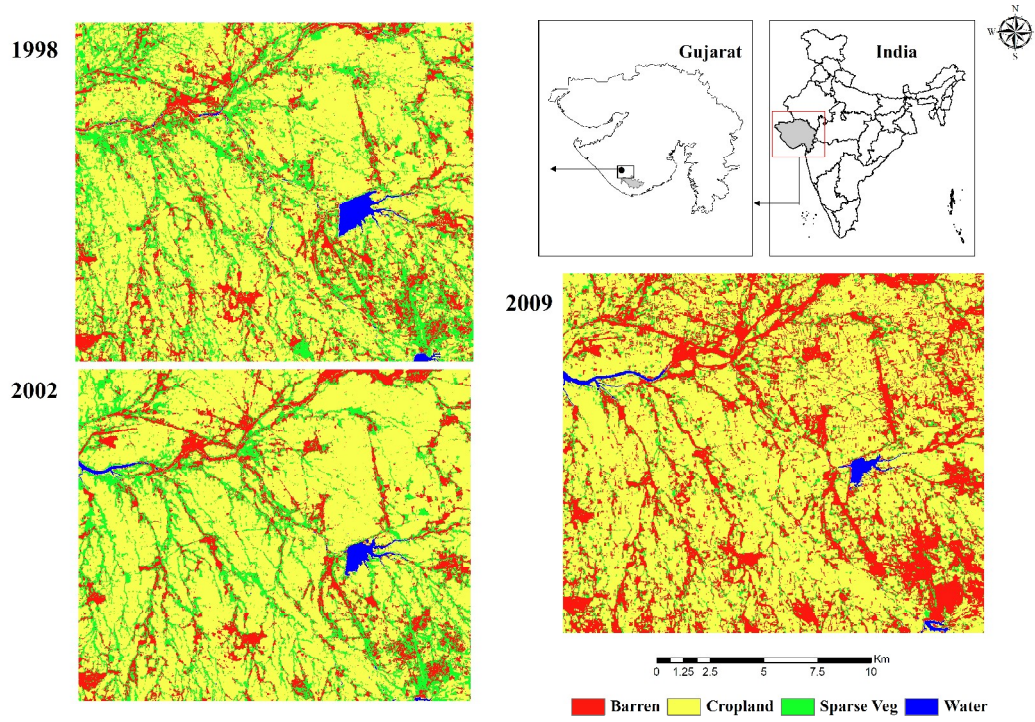 1998
Gujarat
India
N
W
E
S
2009
2002
Km
0 1.25 2.5 5 7.5 10
Barren Cropland Sparse Veg Water